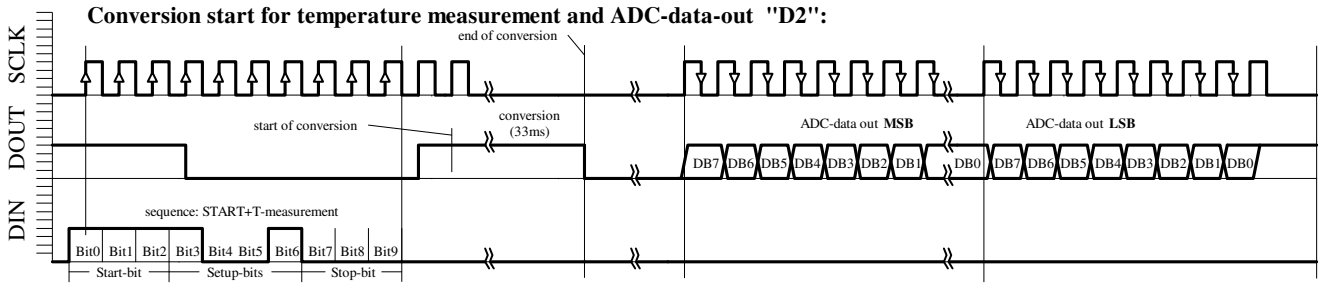 Conversion start for temperature measurement and ADC-data-out "D2":
end of conversion
SCLK
DOUT
start of conversion
conversion
(33ms)
ADC-data out MSB
ADC-data out LSB
DB7 DB6 DB5 DB4 DB3 DB2 DB1 DB0 DB7 DB6 DB5 DB4 DB3 DB2 DB1 DB0
DIN
sequence: START+T-measurement
Bit0 Bit1 Bit2 Bit3 Bit4 Bit5 Bit6 Bit7 Bit8 Bit9
Start-bit Setup-bits Stop-bit